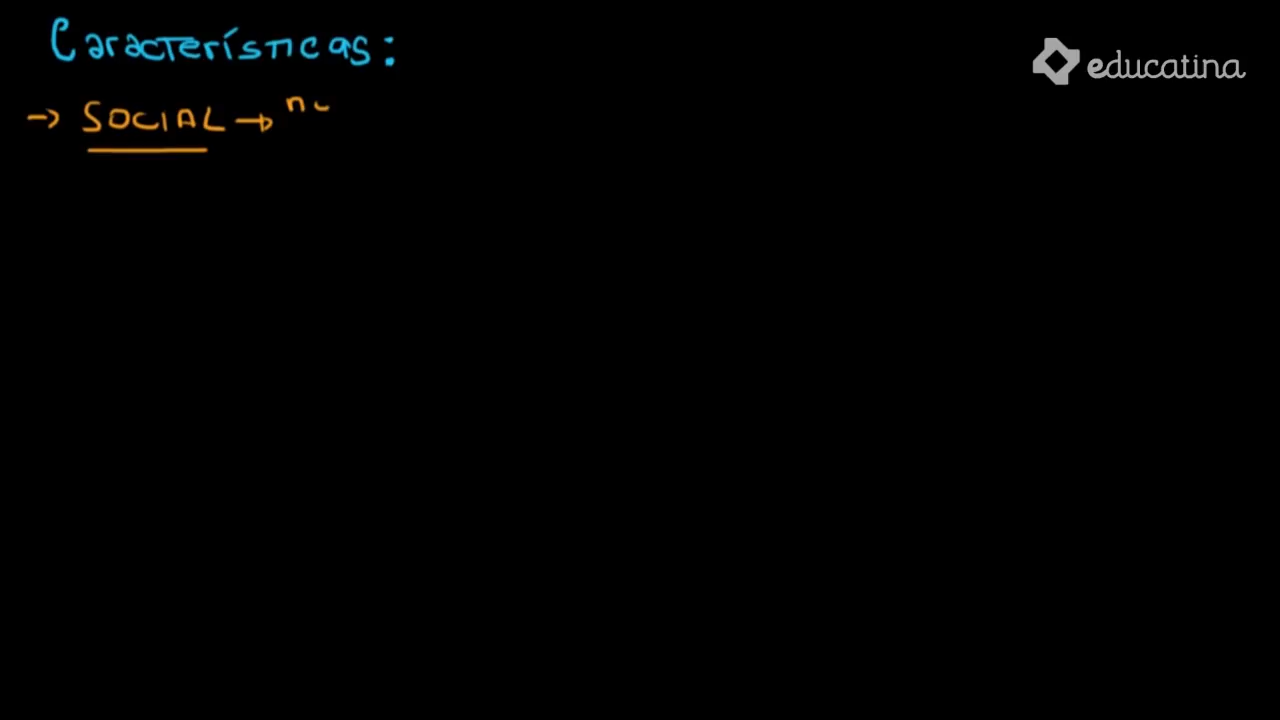 Características:
educatina
→ SOCIAL →